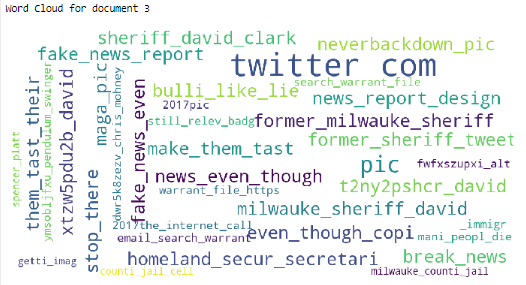 Word Cloud for document 3
sheriff_david_clark
neverbackdown_pic
fake_news_report
twitter com
search_warrant_file
bulli_like_lie
news_report_design
2017pic
still_relev_badg
former_milwauke_sheriff
make_them_tast
former_sheriff_tweet
pic
fwfxszupxi_alt
news_even_though
t2ny2pshcr_david
warrant_file_https
milwauke_sheriff_david
2017the_internet_call
_immigr
even_though_copi
email_search_warrant
mani_peopl_die
homeland_secur_secretari
break_news
getti_imag
counti_jail_cell
milwauke_counti_jail
spencer_platt
them_tast_their
xtzw5pdu2b_david
stop_there
maga_pic
dwr5k8zezv_chris_mohney
fake_news_even